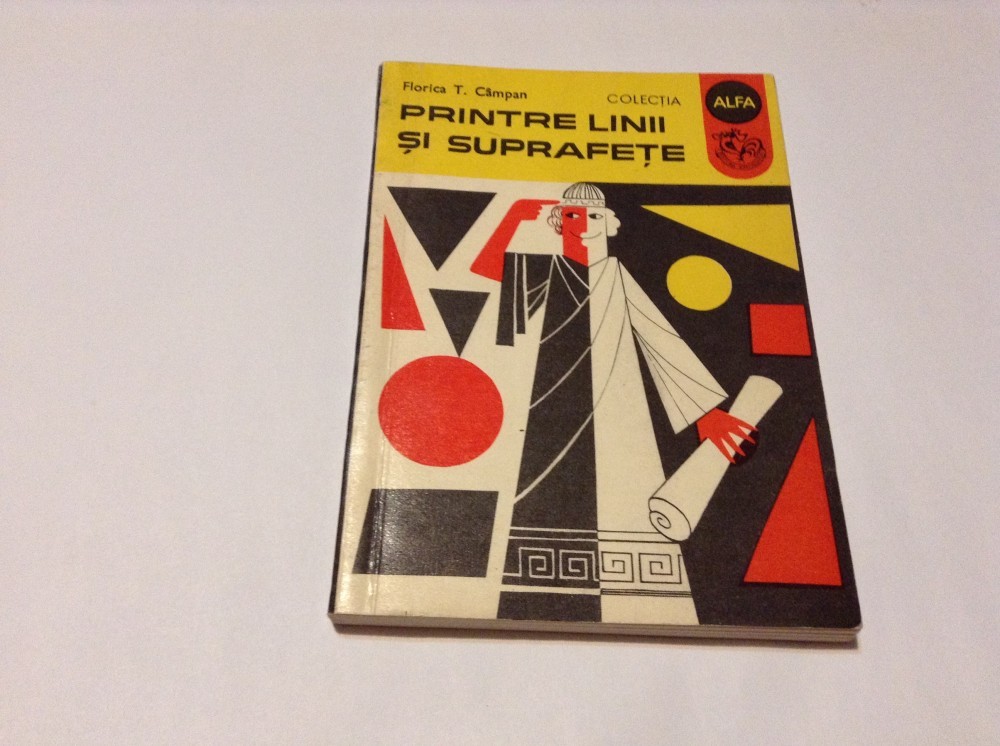 Florica T. Câmpan
COLECȚIA
ALFA
PRINTRE LINII
ȘI SUPRAFEȚE